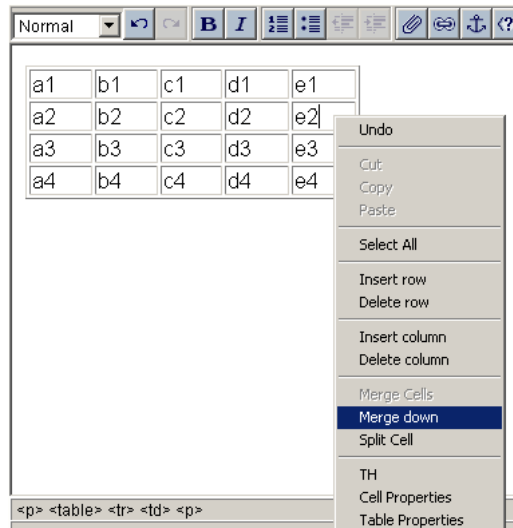 Normal B I
a1 b1 c1 d1 e1
a2 b2 c2 d2 e2
a3 b3 c3 d3 e3
a4 b4 c4 d4 e4
Undo
Cut
Copy
Paste
Select All
Insert row
Delete row
Insert column
Delete column
Merge Cells
Merge down
Split Cell
TH
Cell Properties
Table Properties
<p> <table> <tr> <td> <p>